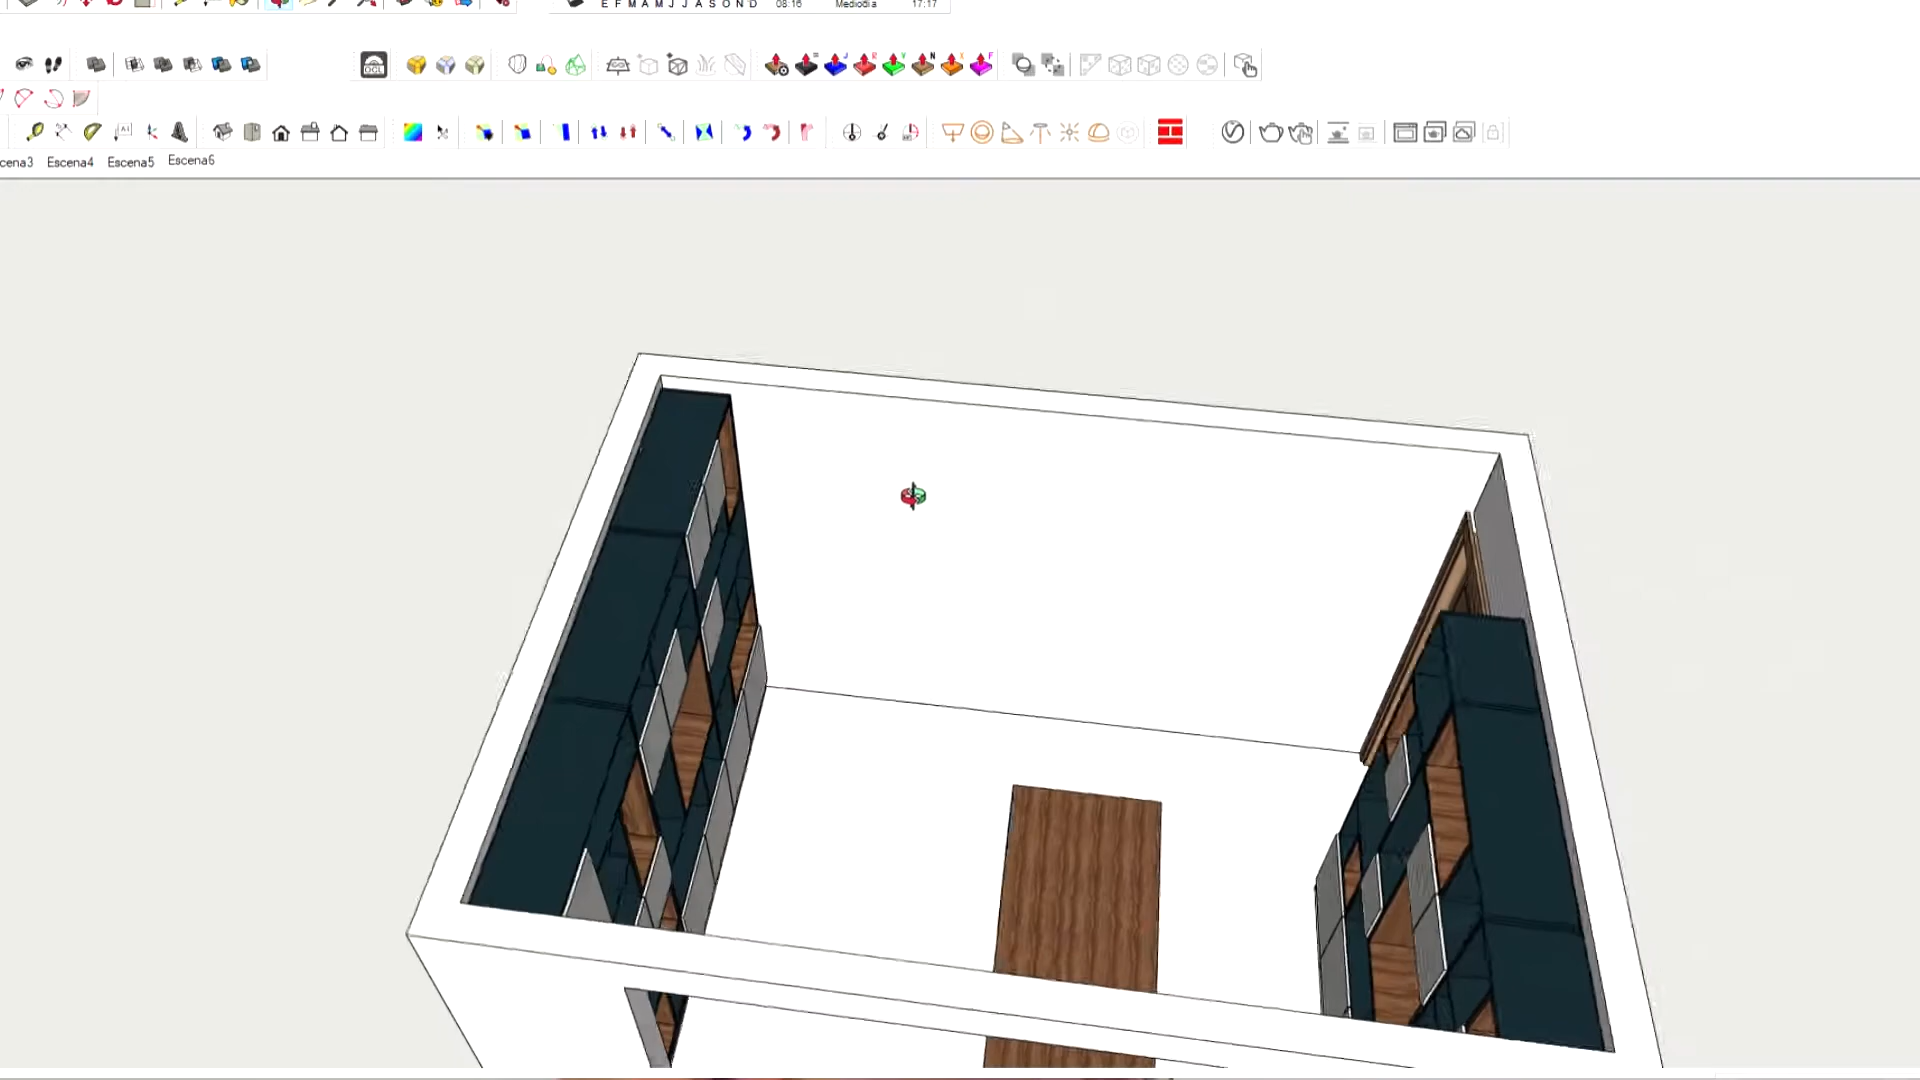 E F M A M J J A S O N D 08:16 Mediodía 17:17
cena3 Escena4 Escena5 Escena6